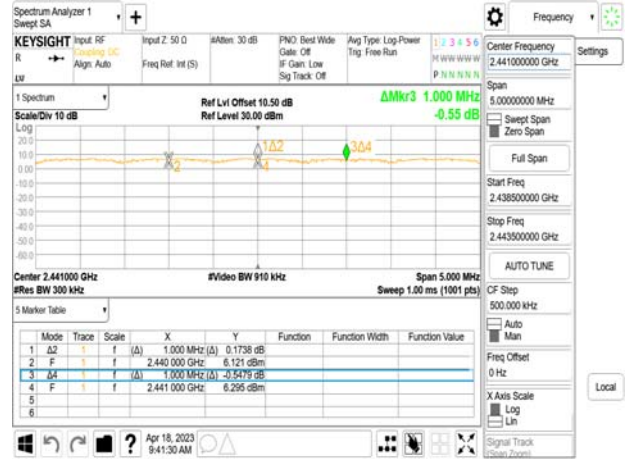 Spectrum Analyzer 1
Swept SA
+
Frequency
KEYSIGHT
R
Input: RF
Coupling: DC
Align: Auto
Input Z: 50 Ω
Freq Ref: Int (S)
#Atten: 30 dB
PNO: Best Wide
Gate: Off
IF Gain: Low
Sig Track: Off
Avg Type: Log-Power
Trig: Free Run
1 2 3 4 5 6
M W W W W W
P N N N N N
1 Spectrum
Scale/Div 10 dB
Ref Lvl Offset 10.50 dB
Ref Level 30.00 dBm
ΔMkr3 1.000 MHz
-0.55 dB
Log
20.0
10.0
0.00
-10.0
-20.0
-30.0
-40.0
-50.0
-60.0
2
1Δ2
4
3Δ4
Center 2.441000 GHz
#Res BW 300 kHz
#Video BW 910 kHz
Span 5.000 MHz
Sweep 1.00 ms (1001 pts)
5 Marker Table
Mode Trace Scale X Y Function Function Width Function Value
1 Δ2 1 f (Δ) 1.000 MHz (Δ) 0.1738 dB
2 F 1 f 2.440 000 GHz 6.121 dBm
3 Δ4 1 f (Δ) 1.000 MHz (Δ) -0.5479 dB
4 F 1 f 2.441 000 GHz 6.295 dBm
5
6
?
Apr 18, 2023
9:41:30 AM
Center Frequency
2.441000000 GHz
Settings
Span
5.00000000 MHz
Swept Span
Zero Span
Full Span
Start Freq
2.438500000 GHz
Stop Freq
2.443500000 GHz
AUTO TUNE
CF Step
500.000 kHz
Auto
Man
Freq Offset
0 Hz
X Axis Scale
Log
Lin
Local
Signal Track
(Span Zoom)